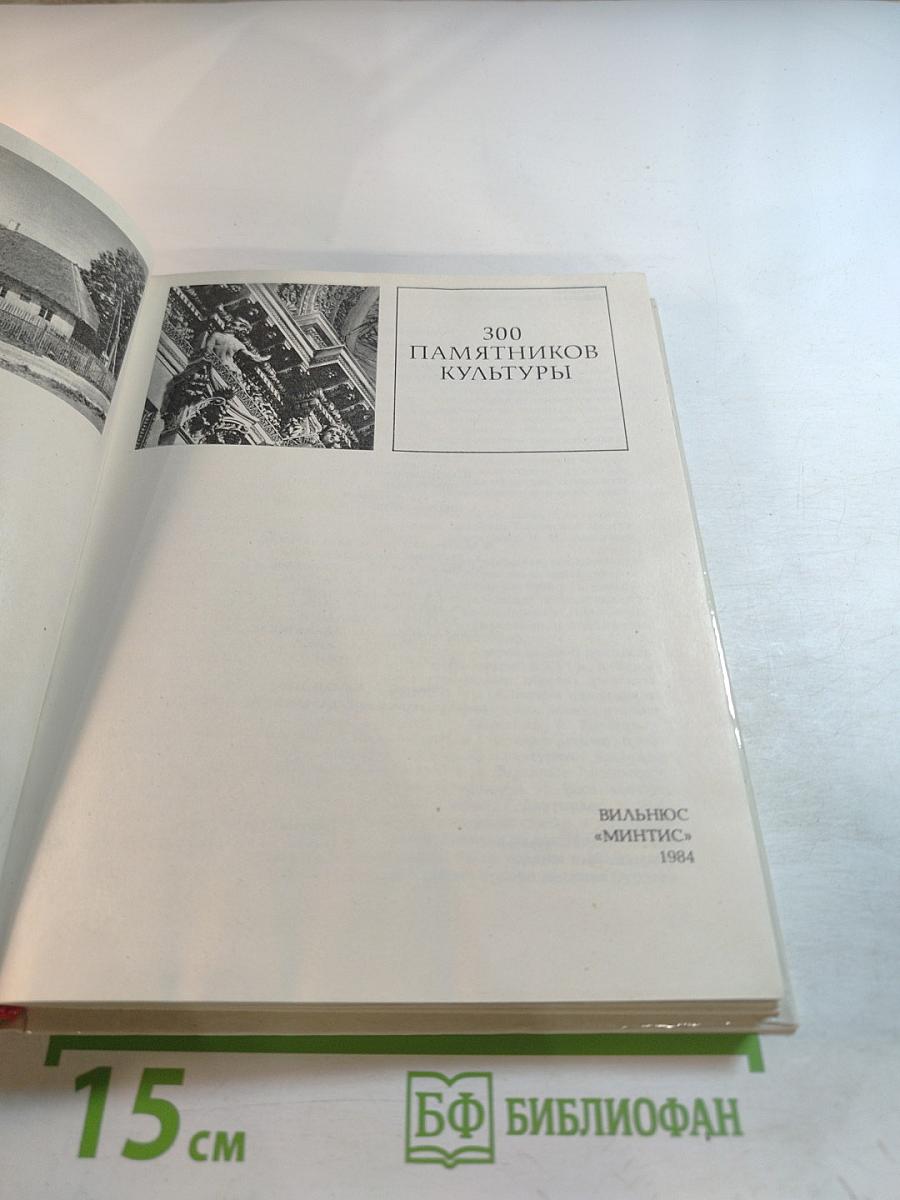 300
ПАМЯТНИКОВ
КУЛЬТУРЫ
ВИЛЬНЮС
«МИНТИС»
1984
15 см
БФ БИБЛИОФАН